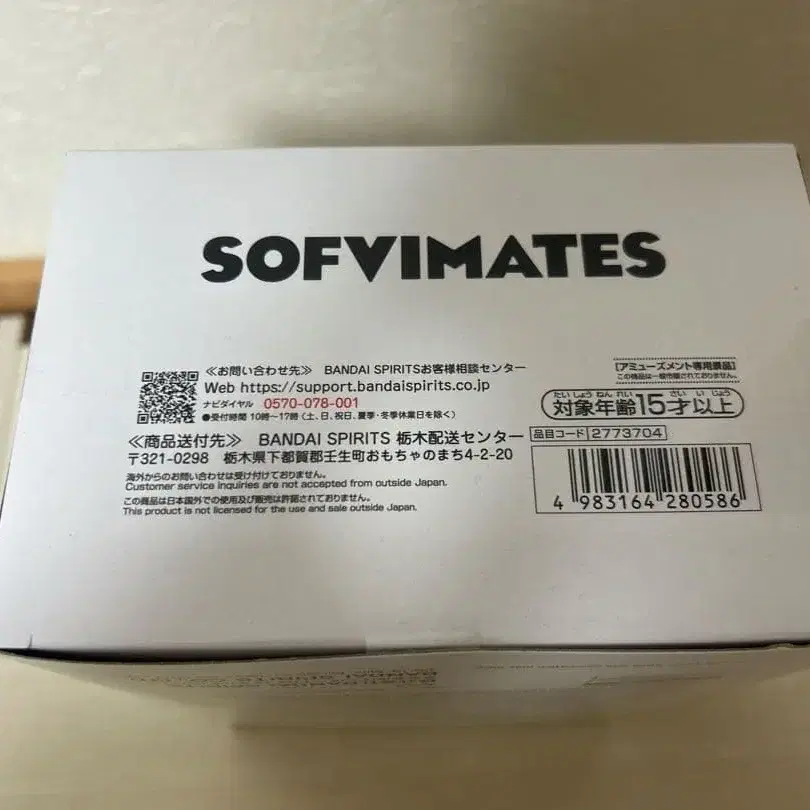 SOFVIMATES
≪お問い合わせ先≫ BANDAI SPIRITSお客様相談センター
Web https://support.bandaispirits.co.jp
ナビダイヤル 0570-078-001
●受付時間 10時〜17時(土、日、祝日、夏季・冬季休業日を除く)
≪商品送付先≫ BANDAI SPIRITS 栃木配送センター
〒321-0298 栃木県下都賀郡壬生町おもちゃのまち4-2-20
海外からのお問い合わせは受け付けておりません。
Customer service inquiries are not accepted from outside Japan.
この商品は日本国外での使用及び販売は許諾されておりません。
This product is not licensed for the use and sale outside Japan.
[アミューズメント専用景品]
この商品は一般市販されておりません。
たいしょうねんれい さいいじょう
対象年齢15才以上
品目コード 2773704
4 983164 280586